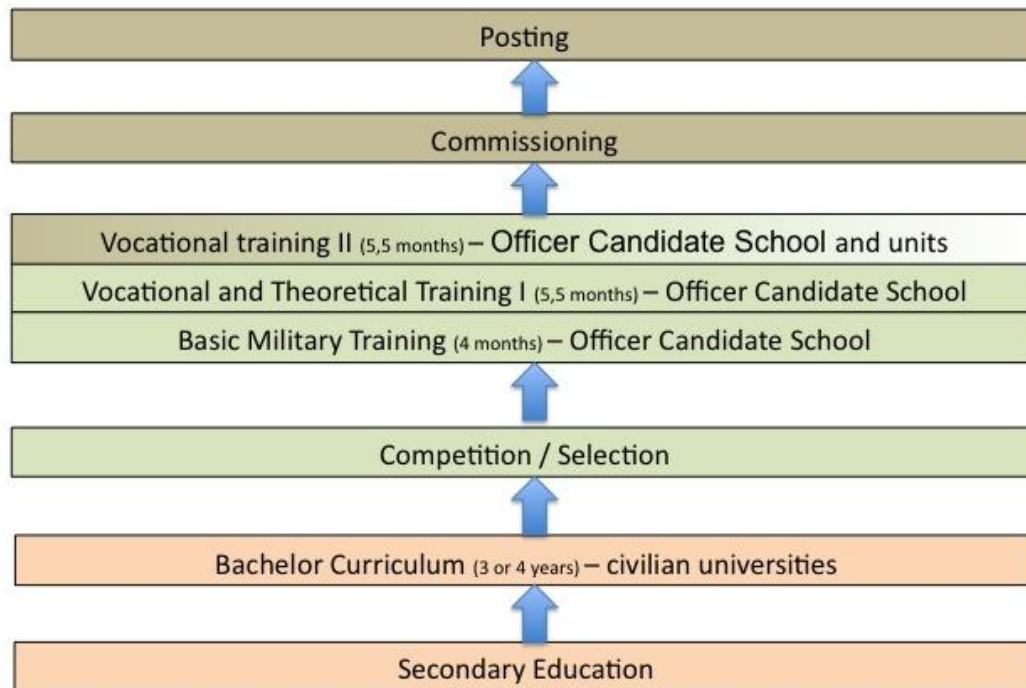 Posting
Commissioning
Vocational training II (5,5 months) – Officer Candidate School and units
Vocational and Theoretical Training I (5,5 months) – Officer Candidate School
Basic Military Training (4 months) – Officer Candidate School
Competition / Selection
Bachelor Curriculum (3 or 4 years) – civilian universities
Secondary Education